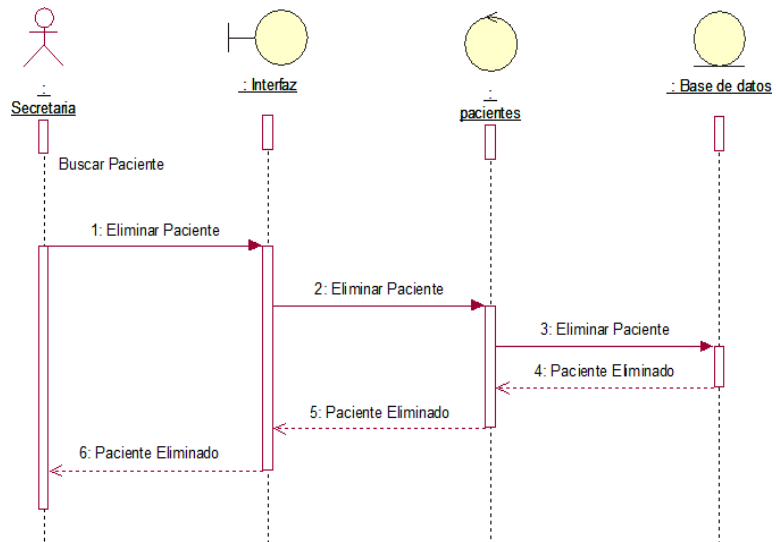 :
Secretaria
: Interfaz
:
pacientes
: Base de datos
Buscar Paciente
1: Eliminar Paciente
2: Eliminar Paciente
3: Eliminar Paciente
4: Paciente Eliminado
5: Paciente Eliminado
6: Paciente Eliminado